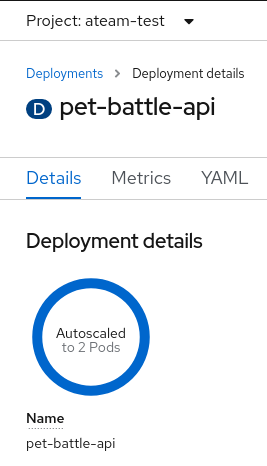 Project: ateam-test
Deployments > Deployment details
D pet-battle-api
Details Metrics YAML
Deployment details
Autoscaled
to 2 Pods
Name
pet-battle-api